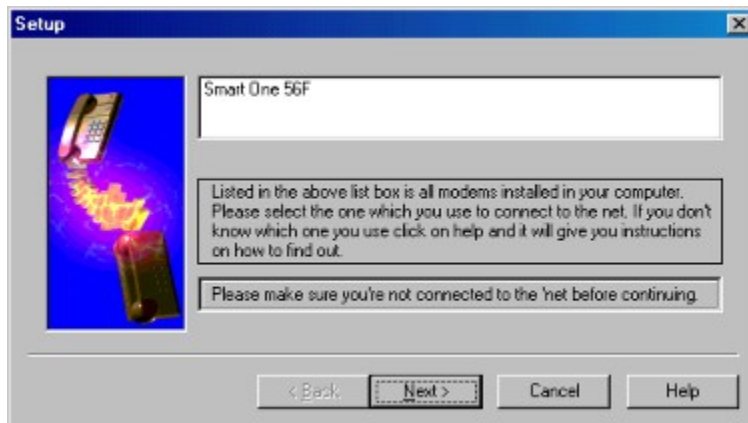 Setup
Smart One 56F
Listed in the above list box is all modems installed in your computer.
Please select the one which you use to connect to the net. If you don't
know which one you use click on help and it will give you instructions
on how to find out.
Please make sure you're not connected to the 'net before continuing.
< Back Next > Cancel Help